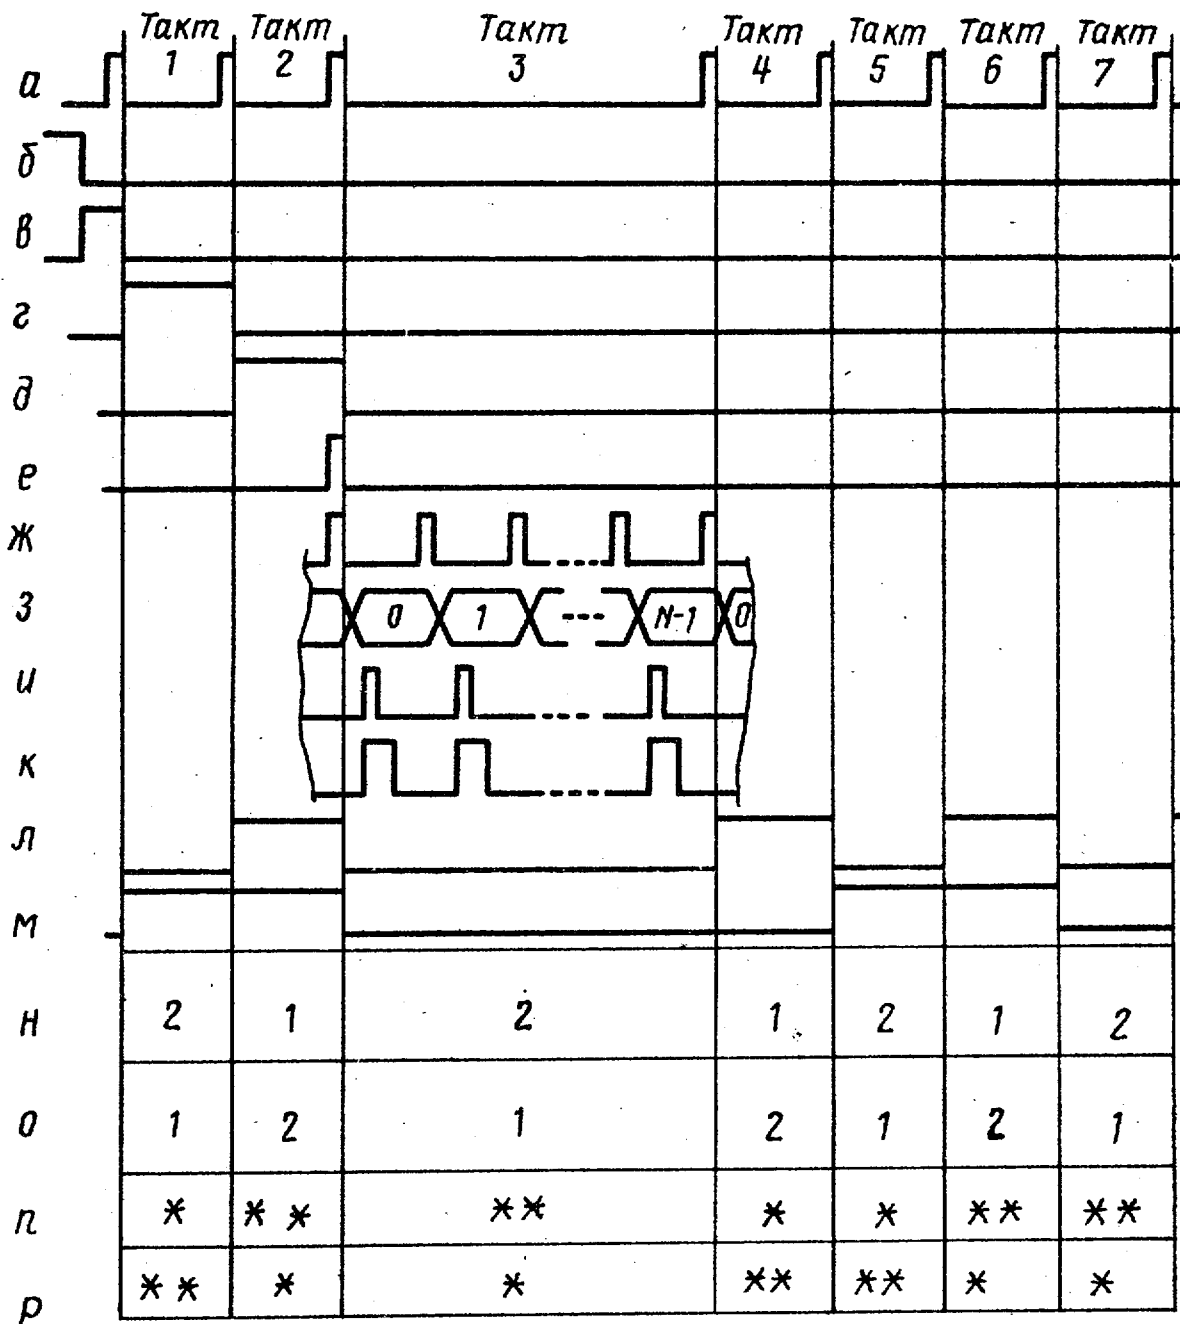 Такт Такт Такт Такт Такт Такт Такт
а 1 2 3 4 5 6 7
б
в
г
д
е
Ж
З 0 1 ---- N-1 0
и
к
Л
м
н 2 1 2 1 2 1 2
о 1 2 1 2 1 2 1
п * ** ** * * ** **
р ** * * ** ** * *